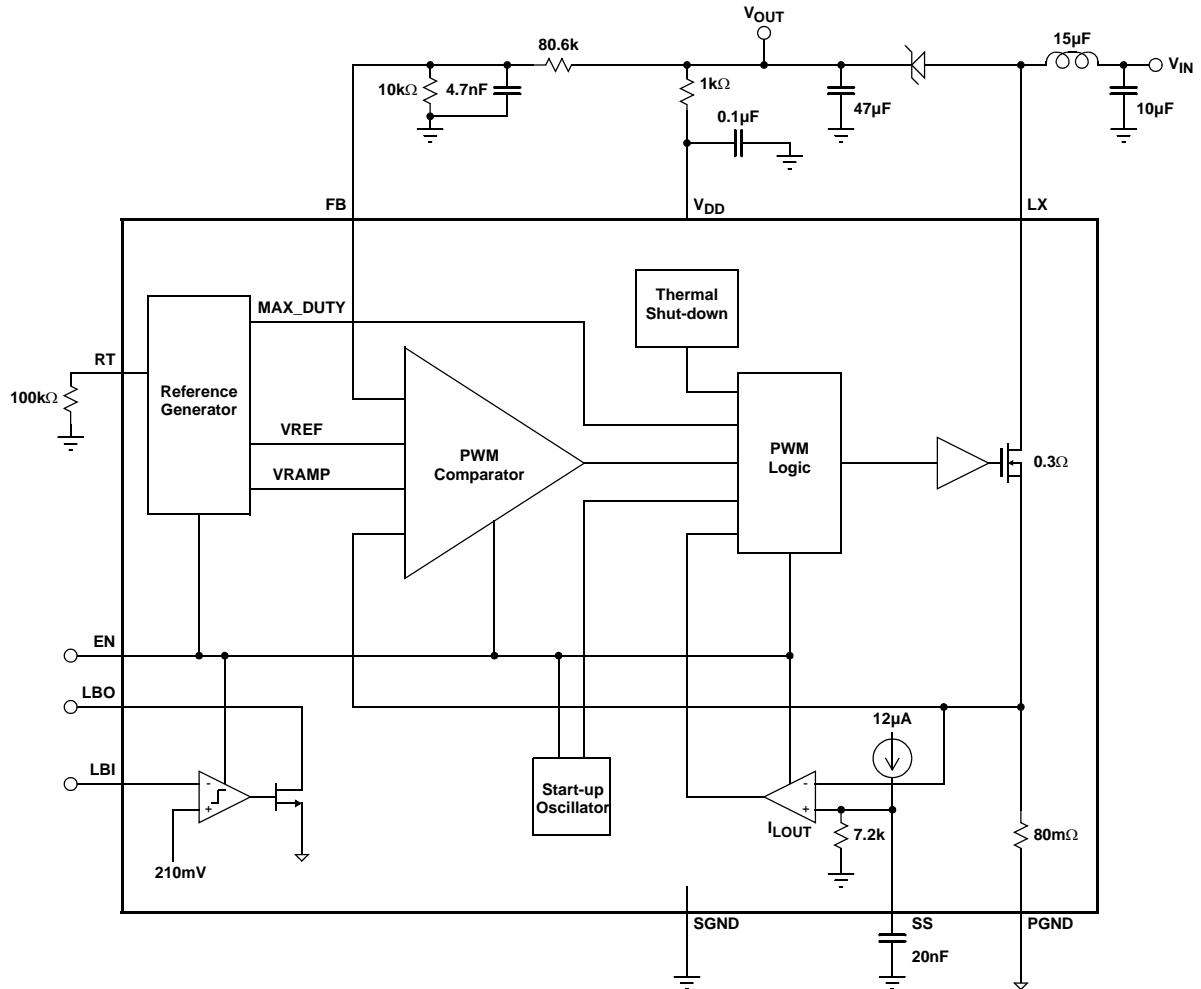 VOUT
80.6k
15µF
VIN
10kΩ
4.7nF
1kΩ
47µF
10µF
0.1µF
FB
VDD
LX
Thermal
Shut-down
MAX_DUTY
RT
100kΩ
Reference
Generator
VREF
VRAMP
PWM
Comparator
PWM
Logic
0.3Ω
EN
LBO
LBI
-
+
210mV
Start-up
Oscillator
12µA
-
+
ILOUT
7.2k
80mΩ
SGND
SS
PGND
20nF